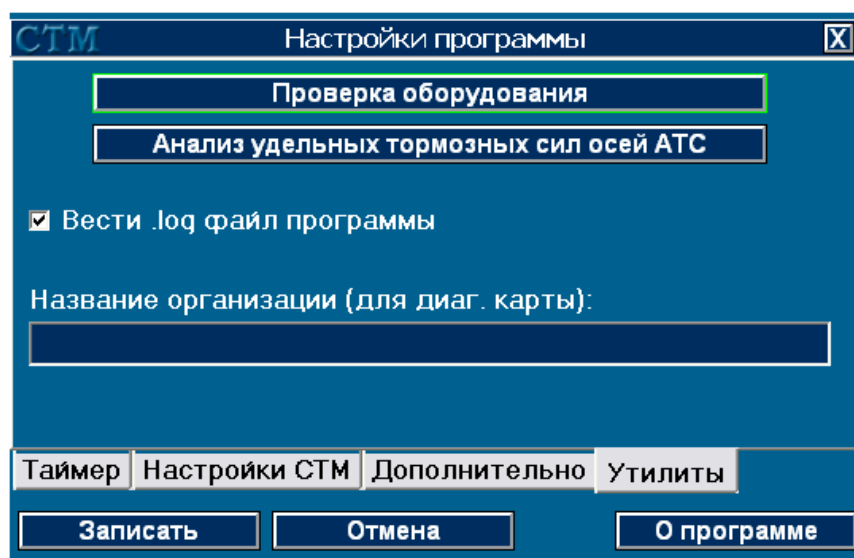 СТМ Настройки программы X
Проверка оборудования
Анализ удельных тормозных сил осей АТС
Вести .log файл программы
Название организации (для диаг. карты):
Таймер Настройки СТМ Дополнительно Утилиты
Записать Отмена О программе